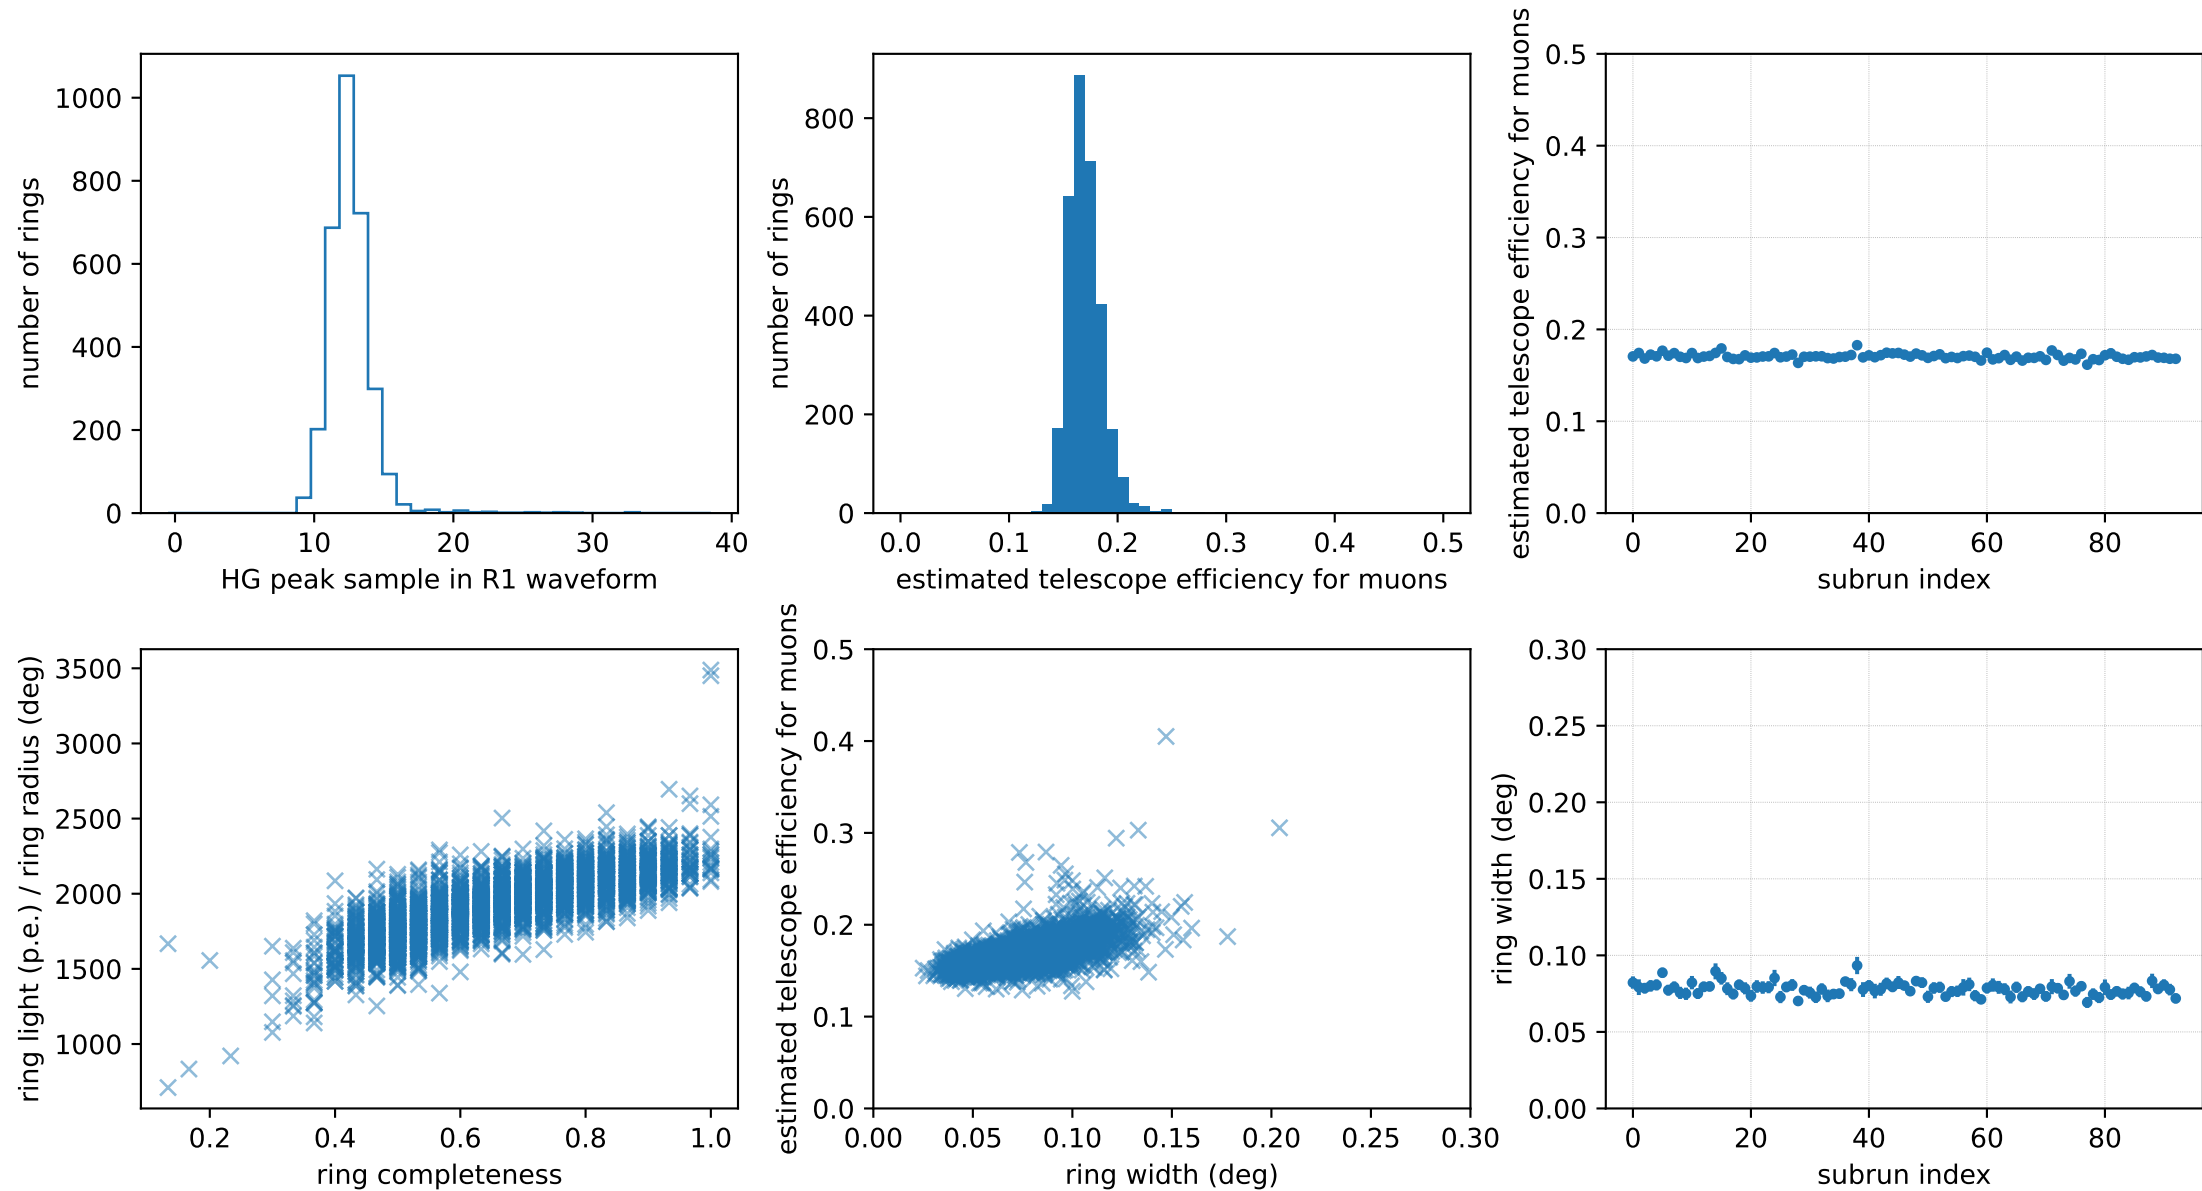 number of rings
1000
800
600
400
200
0
0 10 20 30 40
HG peak sample in R1 waveform
number of rings
800
600
400
200
0
0.0 0.1 0.2 0.3 0.4 0.5
estimated telescope efficiency for muons
estimated telescope efficiency for muons
0.5
0.4
0.3
0.2
0.1
0.0
0 20 40 60 80
subrun index
ring light (p.e.) / ring radius (deg)
3500
3000
2500
2000
1500
1000
0.2 0.4 0.6 0.8 1.0
ring completeness
estimated telescope efficiency for muons
0.5
0.4
0.3
0.2
0.1
0.0
0.00 0.05 0.10 0.15 0.20 0.25 0.30
ring width (deg)
ring width (deg)
0.30
0.25
0.20
0.15
0.10
0.05
0.00
0 20 40 60 80
subrun index